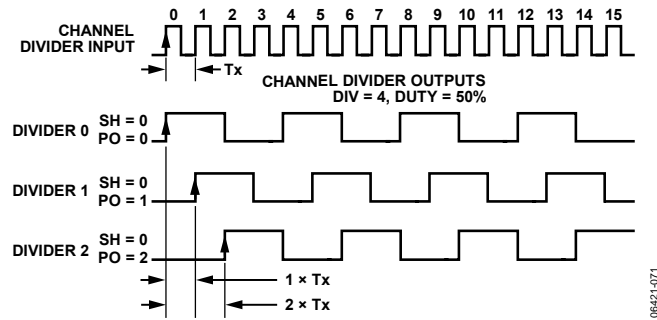 0 1 2 3 4 5 6 7 8 9 10 11 12 13 14 15
CHANNEL
DIVIDER INPUT
Tx
CHANNEL DIVIDER OUTPUTS
DIV = 4, DUTY = 50%
DIVIDER 0
SH = 0
PO = 0
DIVIDER 1
SH = 0
PO = 1
DIVIDER 2
SH = 0
PO = 2
1 × Tx
2 × Tx
06421-071